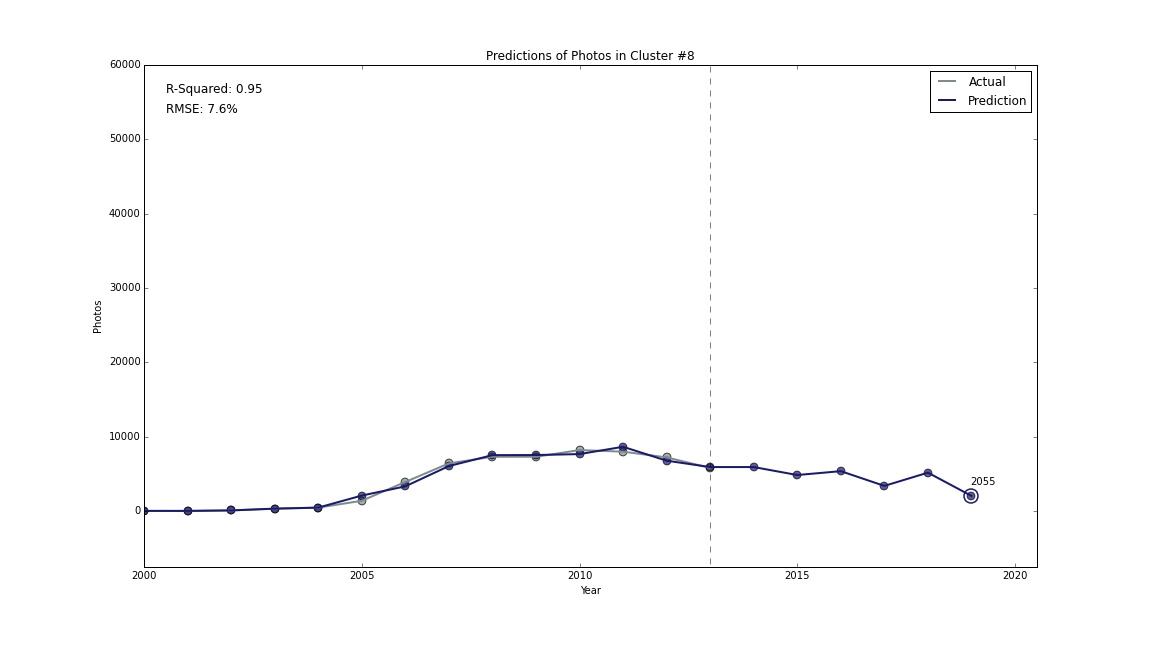 Predictions of Photos in Cluster #8
60000
R-Squared: 0.95
RMSE: 7.6%
Actual
Prediction
50000
40000
30000
Photos
20000
10000
2055
0
2000
2005
2010
2015
2020
Year